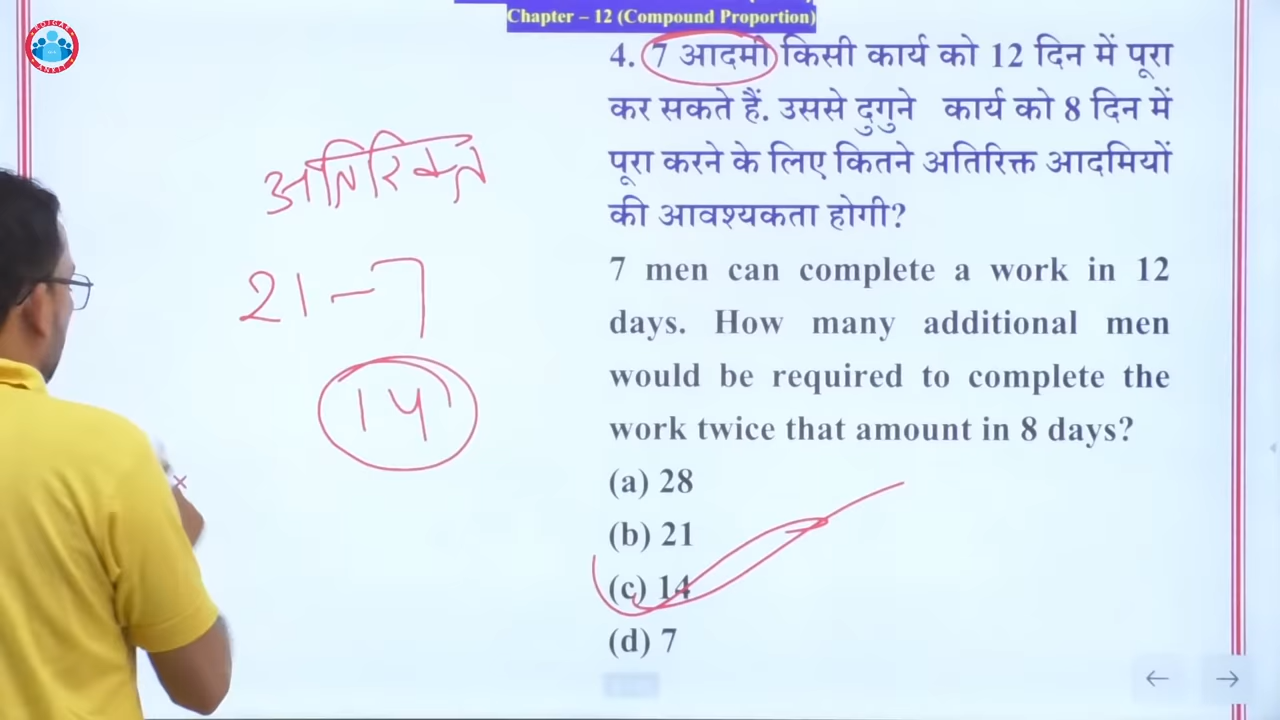 Chapter – 12 (Compound Proportion)
ROJGAR
ANKIT
4. 7 आदमी किसी कार्य को 12 दिन में पूरा
कर सकते हैं. उससे दुगुने कार्य को 8 दिन में
पूरा करने के लिए कितने अतिरिक्त आदमियों
की आवश्यकता होगी?
अतिरिक्त
21 – 7
14
7 men can complete a work in 12
days. How many additional men
would be required to complete the
work twice that amount in 8 days?
(a) 28
(b) 21
(c) 14
(d) 7